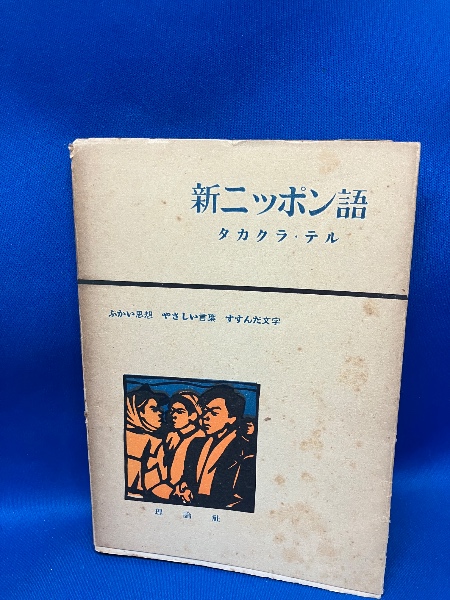 新ニッポン語
タカクラ・テル
ふかい思想 やさしい言葉 すすんだ文字
理論社